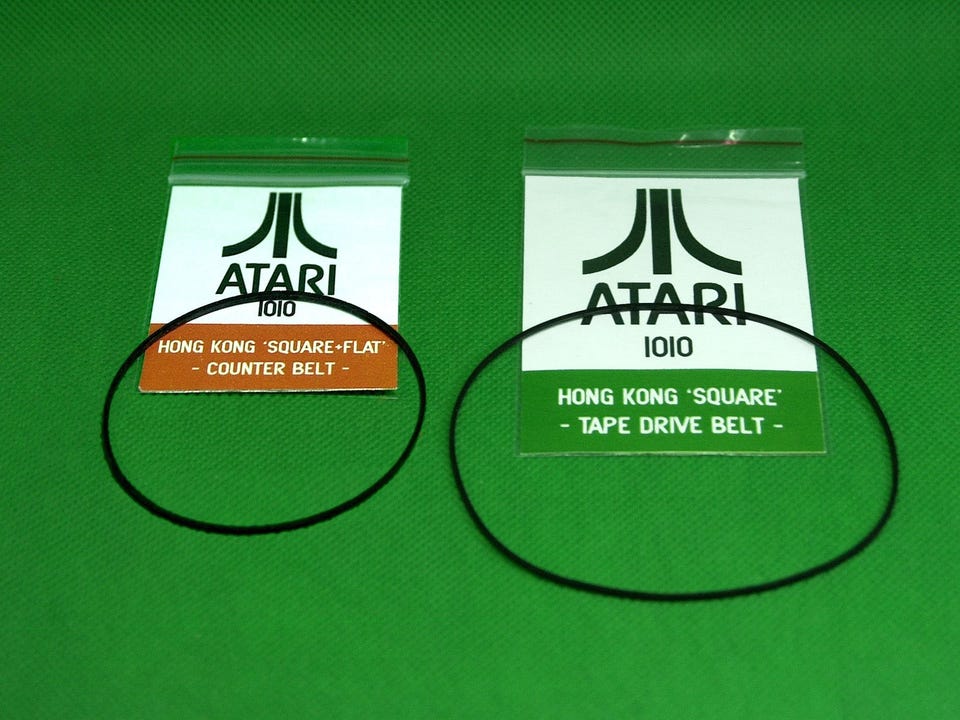 ATARI
1010
HONG KONG 'SQUARE+FLAT'
- COUNTER BELT -
ATARI
1010
HONG KONG 'SQUARE'
- TAPE DRIVE BELT -